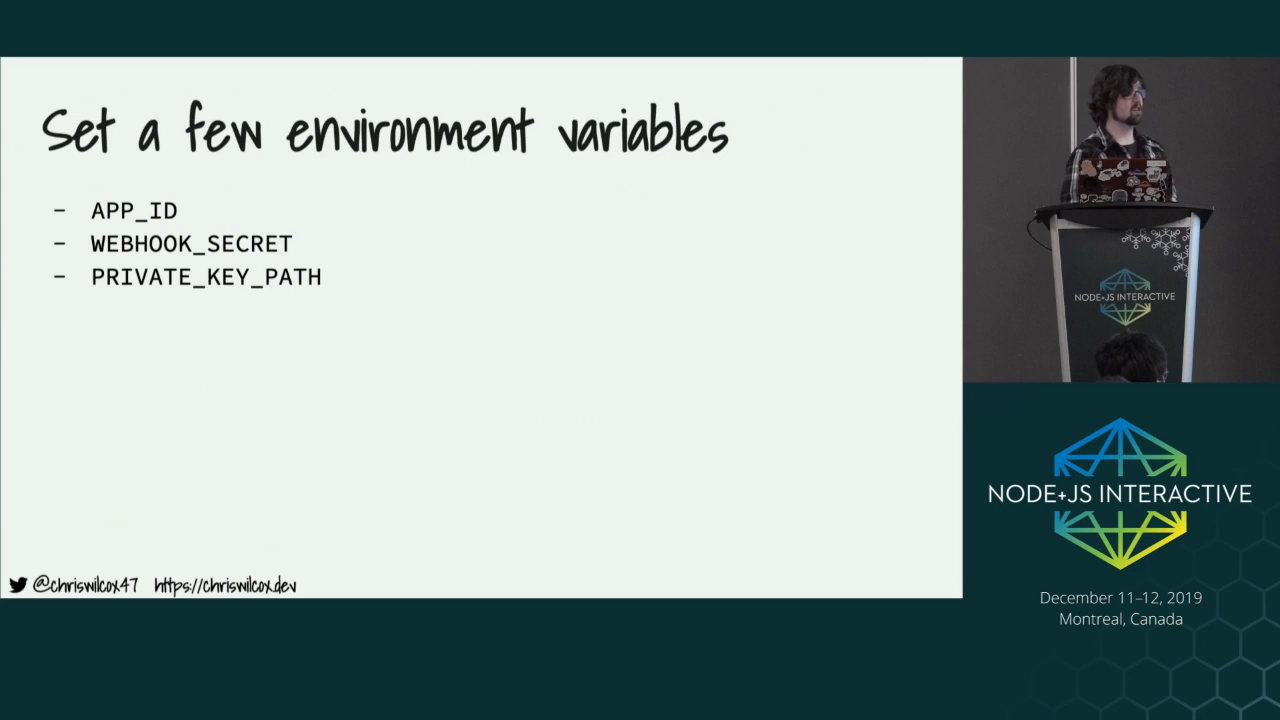 Set a few environment variables
- APP_ID
- WEBHOOK_SECRET
- PRIVATE_KEY_PATH
@chriswilcox47 https://chriswilcox.dev
NODE+JS INTERACTIVE
NODE+JS INTERACTIVE
December 11–12, 2019
Montreal, Canada